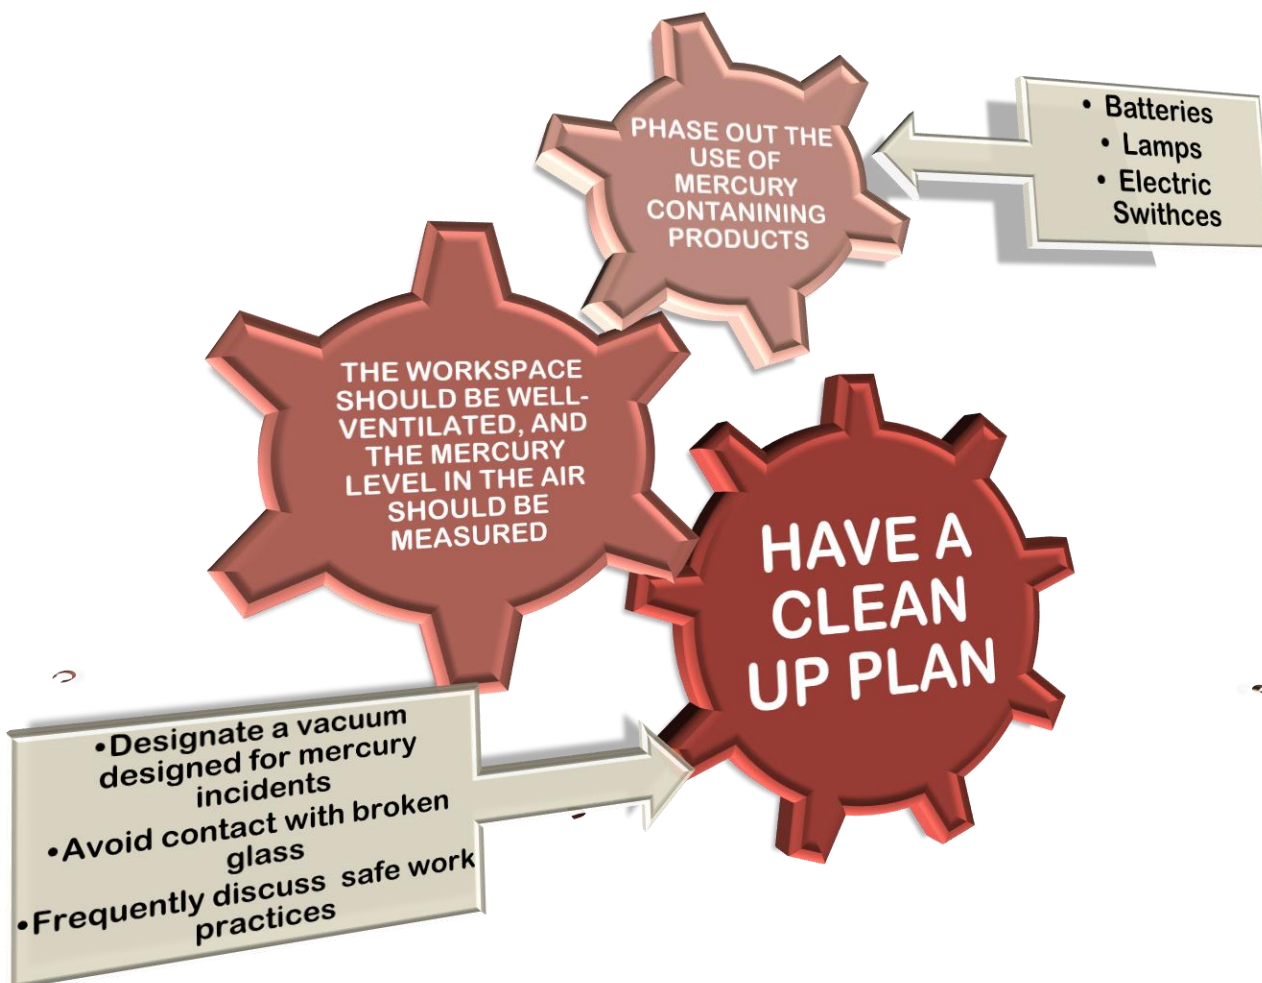 PHASE OUT THE
USE OF
MERCURY
CONTANINING
PRODUCTS
• Batteries
• Lamps
• Electric
Swithces
THE WORKSPACE
SHOULD BE WELL-
VENTILATED, AND
THE MERCURY
LEVEL IN THE AIR
SHOULD BE
MEASURED
HAVE A
CLEAN
UP PLAN
•Designate a vacuum
designed for mercury
incidents
•Avoid contact with broken
glass
•Frequently discuss safe work
practices